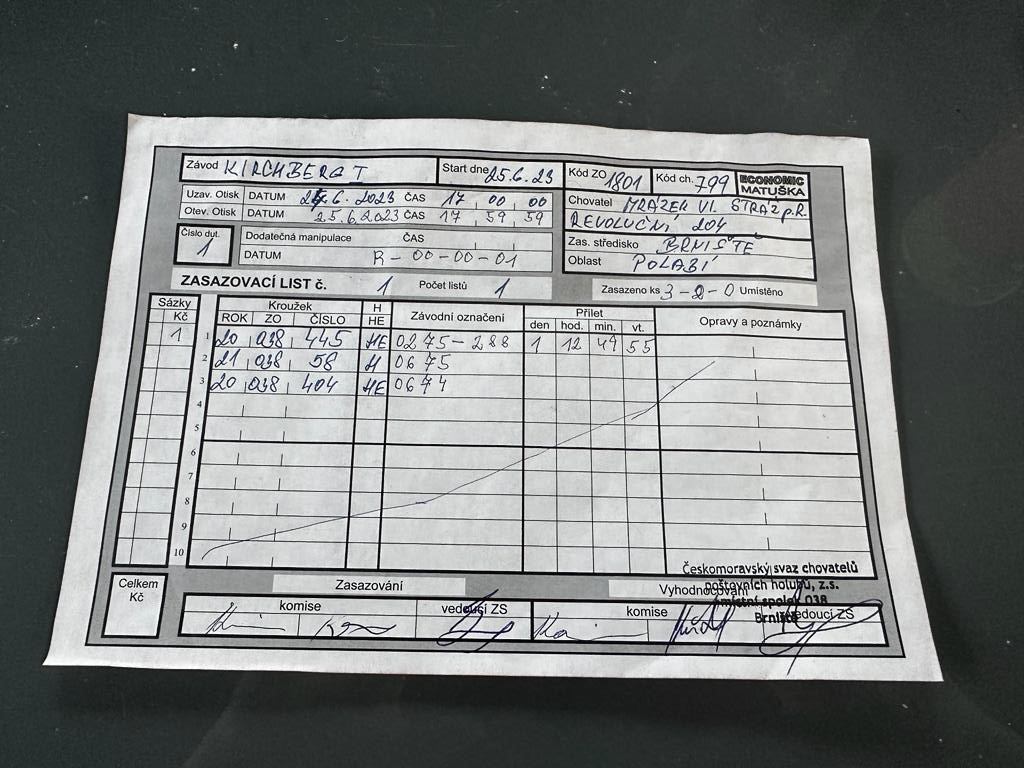 Závod KIRCHBERG I Start dne 25.6.23 Kód ZO 1801 Kód ch. 799 ECONOMIC MATUŠKA
Uzav. Otisk DATUM 24.6.2023 ČAS 17 00 00
Otev. Otisk DATUM 25.6.2023 ČAS 17 59 59
Chovatel MRÁZEK VL. STRÁŽ p.R.
REVOLUČNÍ 204
Číslo dut. 1
Dodatečná manipulace ČAS
DATUM R-00-00-01
Zas. středisko BRNIŠTĚ
Oblast POLABÍ
ZASAZOVACÍ LIST č. 1 Počet listů 1 Zasazeno ks 3-2-0 Umístěno
Sázky Kč Kroužek H HE Závodní označení Přílet Opravy a poznámky
ROK ZO ČÍSLO den hod. min. vt.
1 1 20 038 445 HE 0275-288 1 12 49 55
2 21 038 58 H 0675
3 20 038 404 HE 0674
4
5
6
7
8
9
10
Českomoravský svaz chovatelů
poštovních holubů, z.s.
místní spolek 038
Brniště
Celkem Kč Zasazování Vyhodnocování
komise vedoucí ZS komise vedoucí ZS